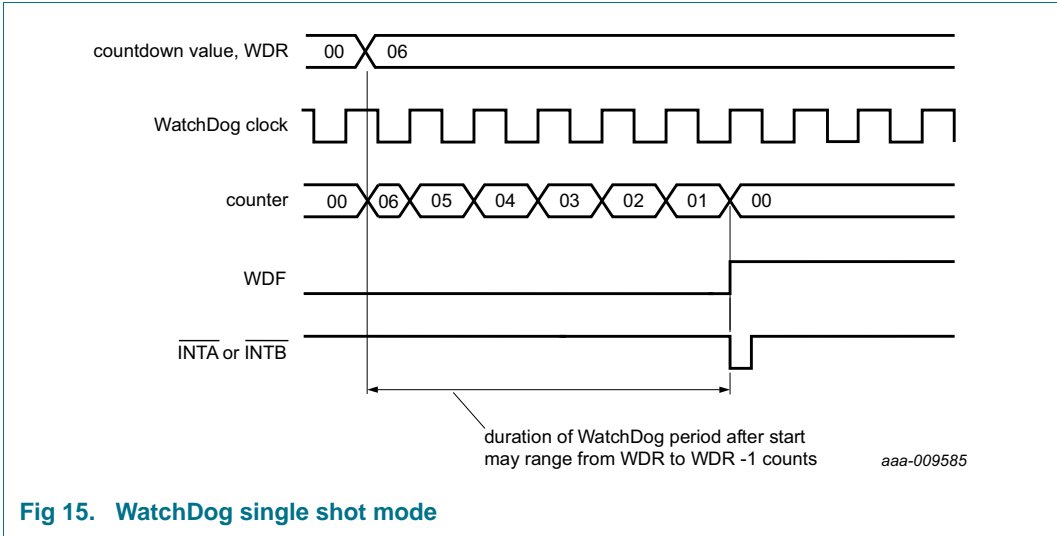 countdown value, WDR 00 06
WatchDog clock
counter 00 06 05 04 03 02 01 00
WDF
INTA or INTB
duration of WatchDog period after start
may range from WDR to WDR -1 counts
aaa-009585
Fig 15. WatchDog single shot mode